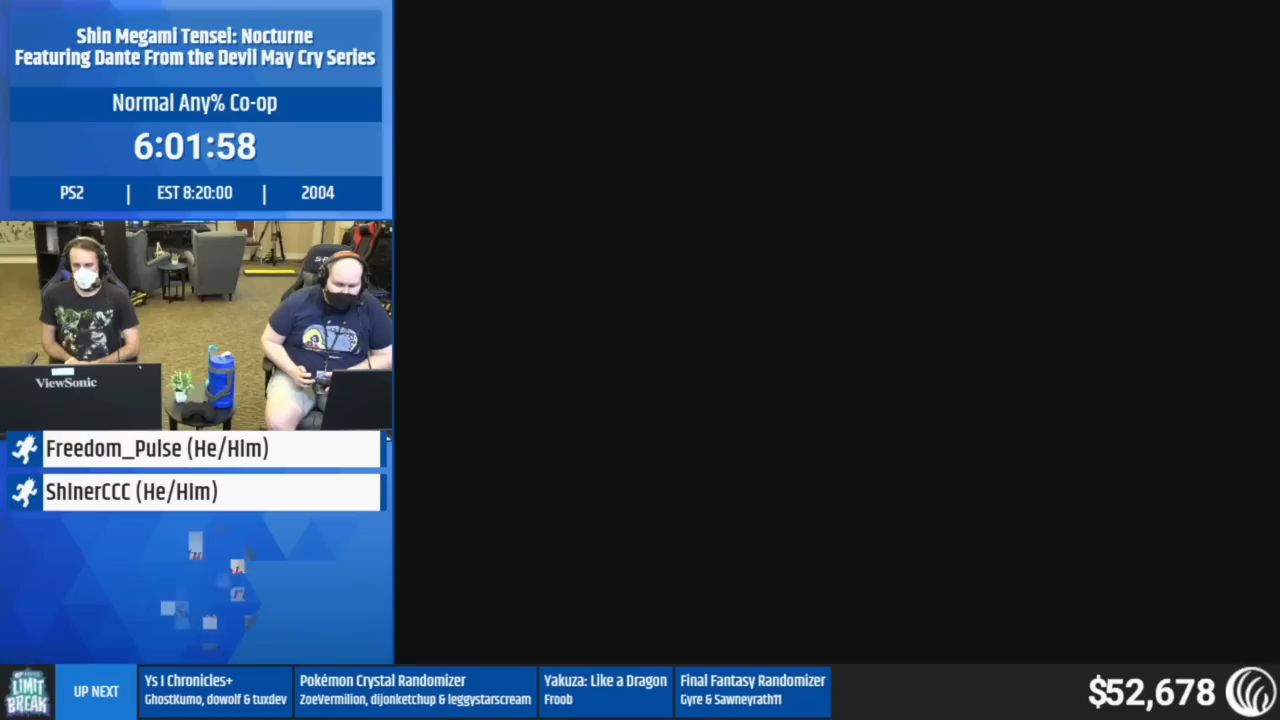 Shin Megami Tensei: Nocturne
Featuring Dante From the Devil May Cry Series
Normal Any% Co-op
6:01:58
PS2 | EST 8:20:00 | 2004
ViewSonic
Freedom_Pulse (He/Him)
ShinerCCC (He/Him)
LIMIT BREAK
UP NEXT
Ys I Chronicles+
GhostKumo, dowolf & tuxdev
Pokémon Crystal Randomizer
ZoeVermilion, dijonketchup & leggystarscream
Yakuza: Like a Dragon
Froob
Final Fantasy Randomizer
Gyre & Sawneyrath11
$52,678